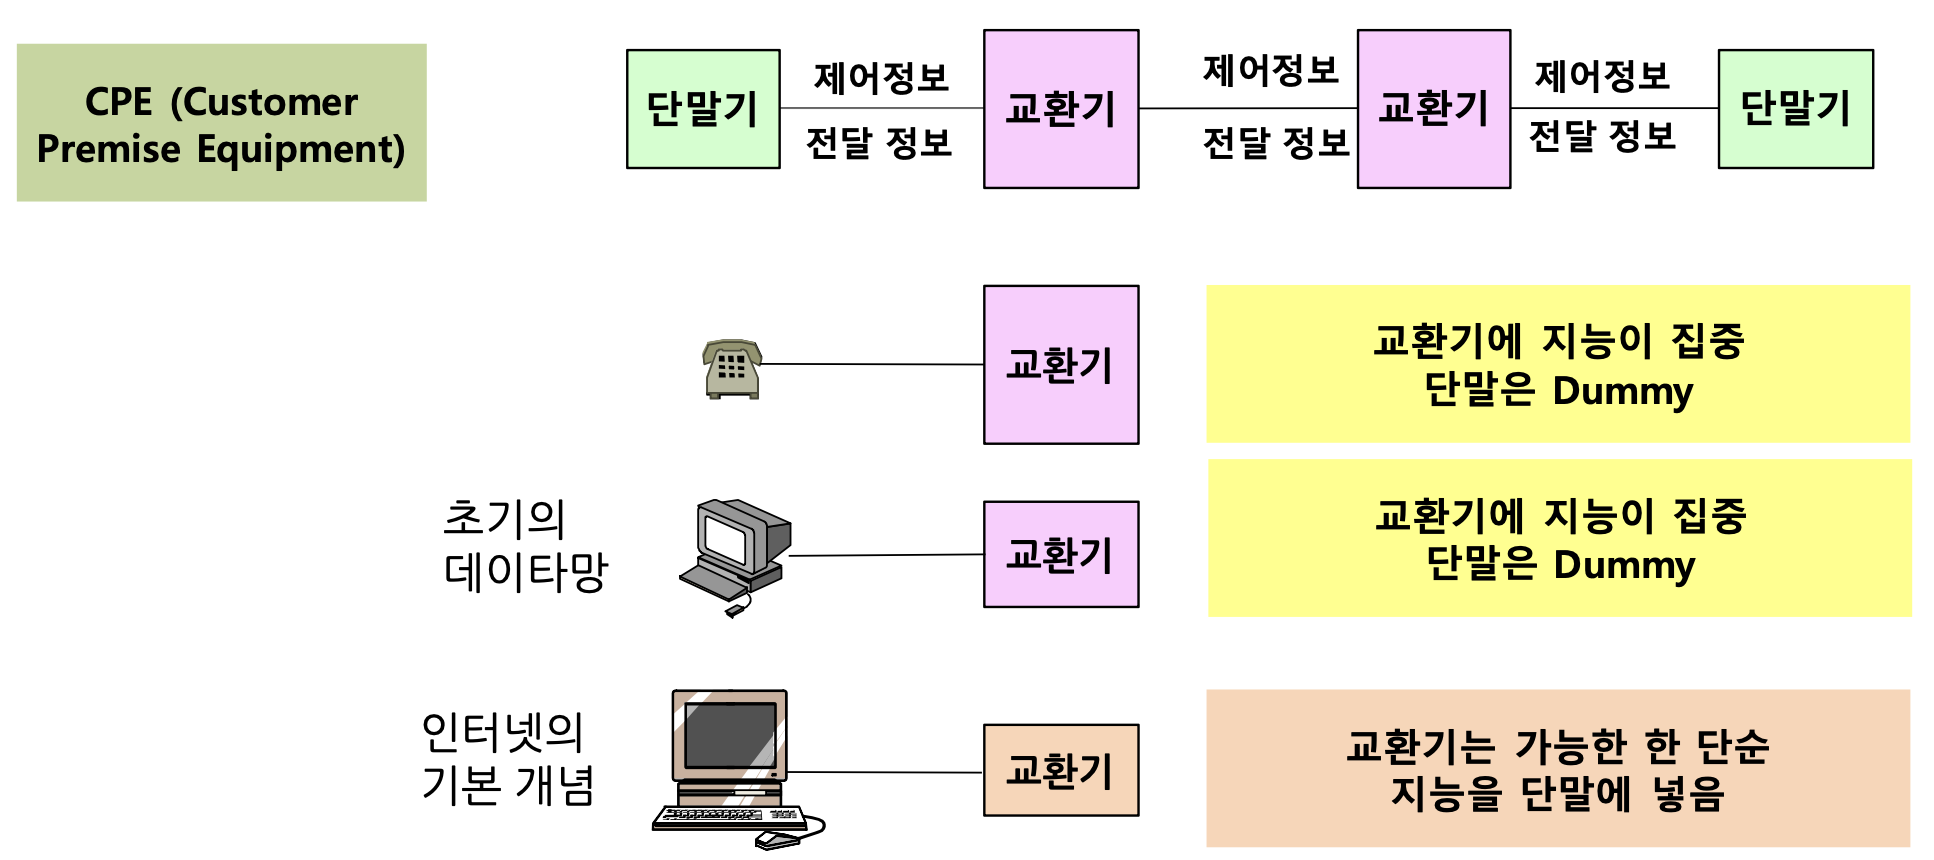 CPE (Customer
Premise Equipment)
단말기
제어정보
전달 정보
교환기
제어정보
전달 정보
교환기
제어정보
전달 정보
단말기
교환기
교환기에 지능이 집중
단말은 Dummy
초기의
데이타망
교환기
교환기에 지능이 집중
단말은 Dummy
인터넷의
기본 개념
교환기
교환기는 가능한 한 단순
지능을 단말에 넣음